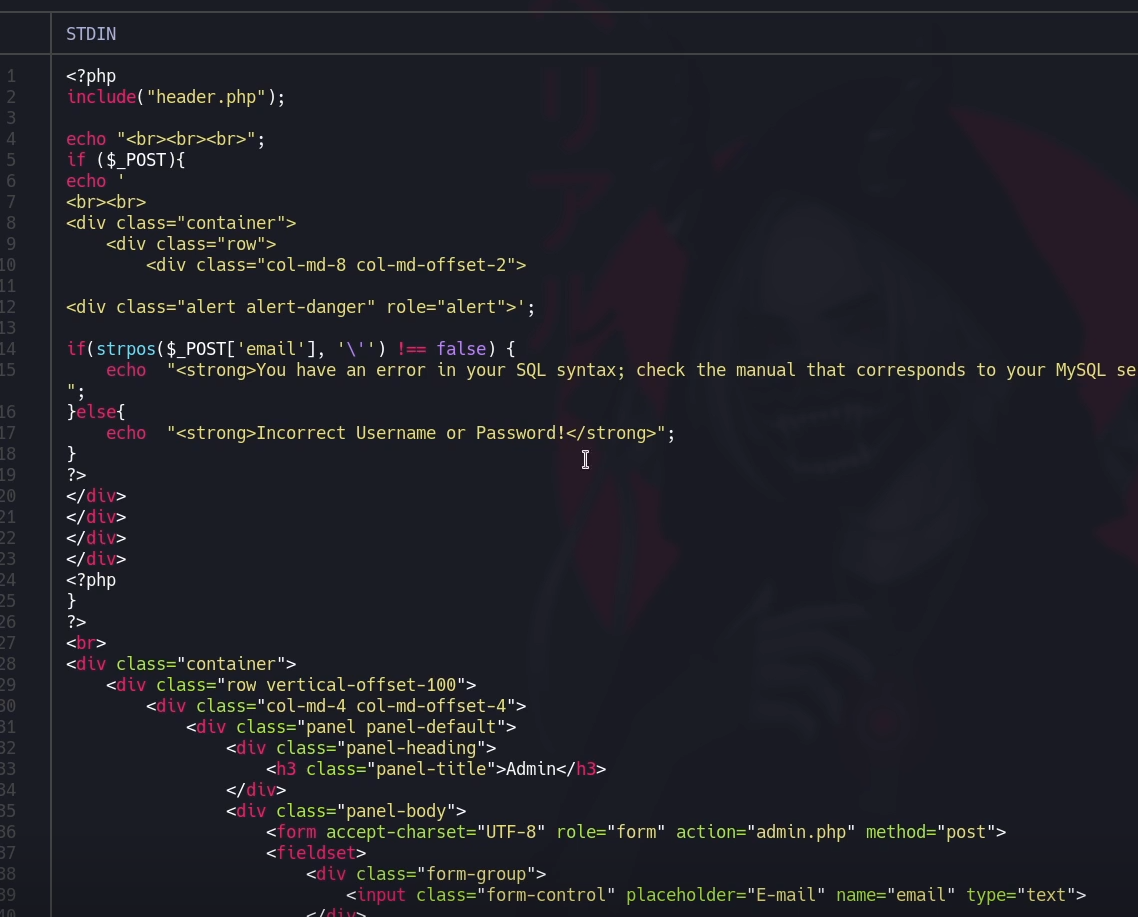 STDIN
1 <?php
2 include("header.php");
3
4 echo "<br><br><br>";
5 if ($_POST){
6 echo '
7 <br><br>
8 <div class="container">
9     <div class="row">
10         <div class="col-md-8 col-md-offset-2">
11
12 <div class="alert alert-danger" role="alert">';
13
14 if(strpos($_POST['email'], '\'') !== false) {
15     echo  "<strong>You have an error in your SQL syntax; check the manual that corresponds to your MySQL se
";
16 }else{
17     echo  "<strong>Incorrect Username or Password!</strong>";
18 }
19 ?>
20 </div>
21 </div>
22 </div>
23 </div>
24 <?php
25 }
26 ?>
27 <br>
28 <div class="container">
29     <div class="row vertical-offset-100">
30         <div class="col-md-4 col-md-offset-4">
31             <div class="panel panel-default">
32                 <div class="panel-heading">
33                     <h3 class="panel-title">Admin</h3>
34                 </div>
35                 <div class="panel-body">
36                     <form accept-charset="UTF-8" role="form" action="admin.php" method="post">
37                     <fieldset>
38                         <div class="form-group">
39                             <input class="form-control" placeholder="E-mail" name="email" type="text">
40                         </div>